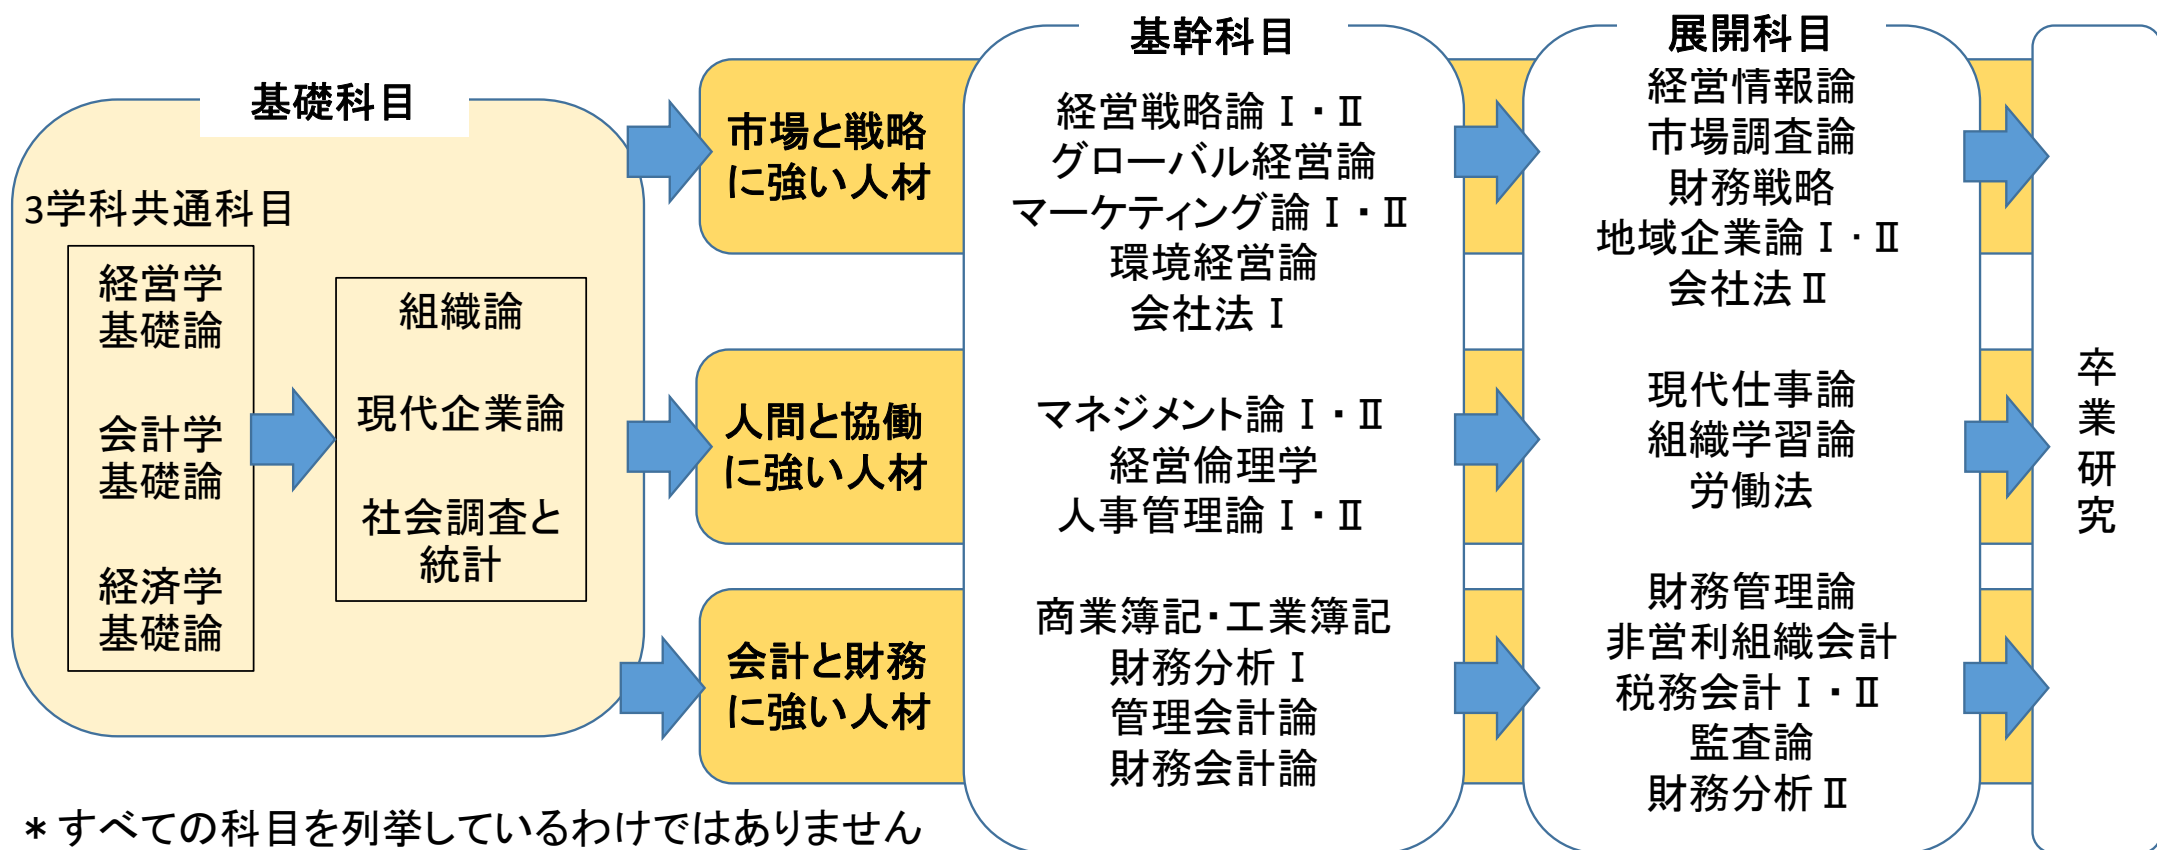 基礎科目
3学科共通科目
経営学
基礎論
会計学
基礎論
経済学
基礎論
組織論
現代企業論
社会調査と
統計
市場と戦略
に強い人材
人間と協働
に強い人材
会計と財務
に強い人材
基幹科目
経営戦略論Ⅰ・Ⅱ
グローバル経営論
マーケティング論Ⅰ・Ⅱ
環境経営論
会社法Ⅰ
マネジメント論Ⅰ・Ⅱ
経営倫理学
人事管理論Ⅰ・Ⅱ
商業簿記・工業簿記
財務分析Ⅰ
管理会計論
財務会計論
展開科目
経営情報論
市場調査論
財務戦略
地域企業論Ⅰ・Ⅱ
会社法Ⅱ
現代仕事論
組織学習論
労働法
財務管理論
非営利組織会計
税務会計Ⅰ・Ⅱ
監査論
財務分析Ⅱ
卒業研究
＊すべての科目を列挙しているわけではありません